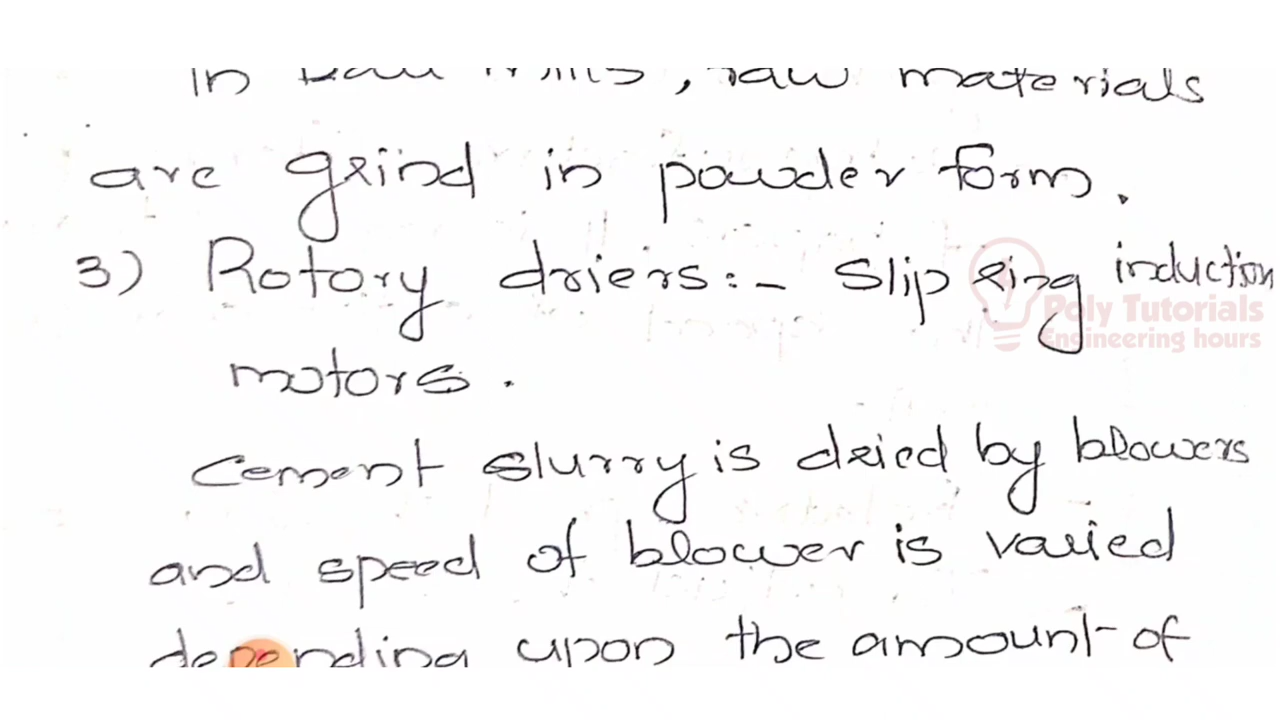 In Ball Mills, raw materials
are grind in powder form.
3) Rotory driers:- Slip ring induction
motors.
Cement slurry is dried by blowers
and speed of blower is varied
depending upon the amount of
Poly Tutorials
Engineering hours